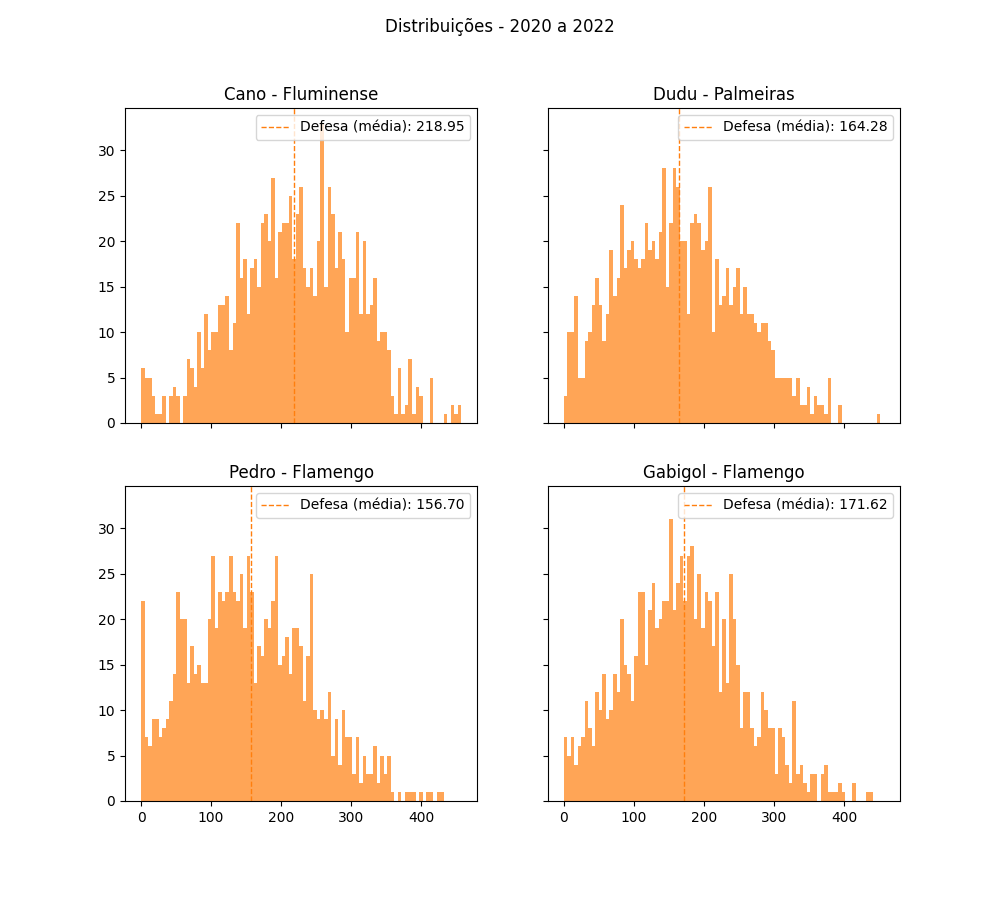 Distribuições - 2020 a 2022
Cano - Fluminense
Defesa (média): 218.95
30
25
20
15
10
5
0
Dudu - Palmeiras
Defesa (média): 164.28
Pedro - Flamengo
Defesa (média): 156.70
30
25
20
15
10
5
0
0 100 200 300 400
Gabigol - Flamengo
Defesa (média): 171.62
0 100 200 300 400